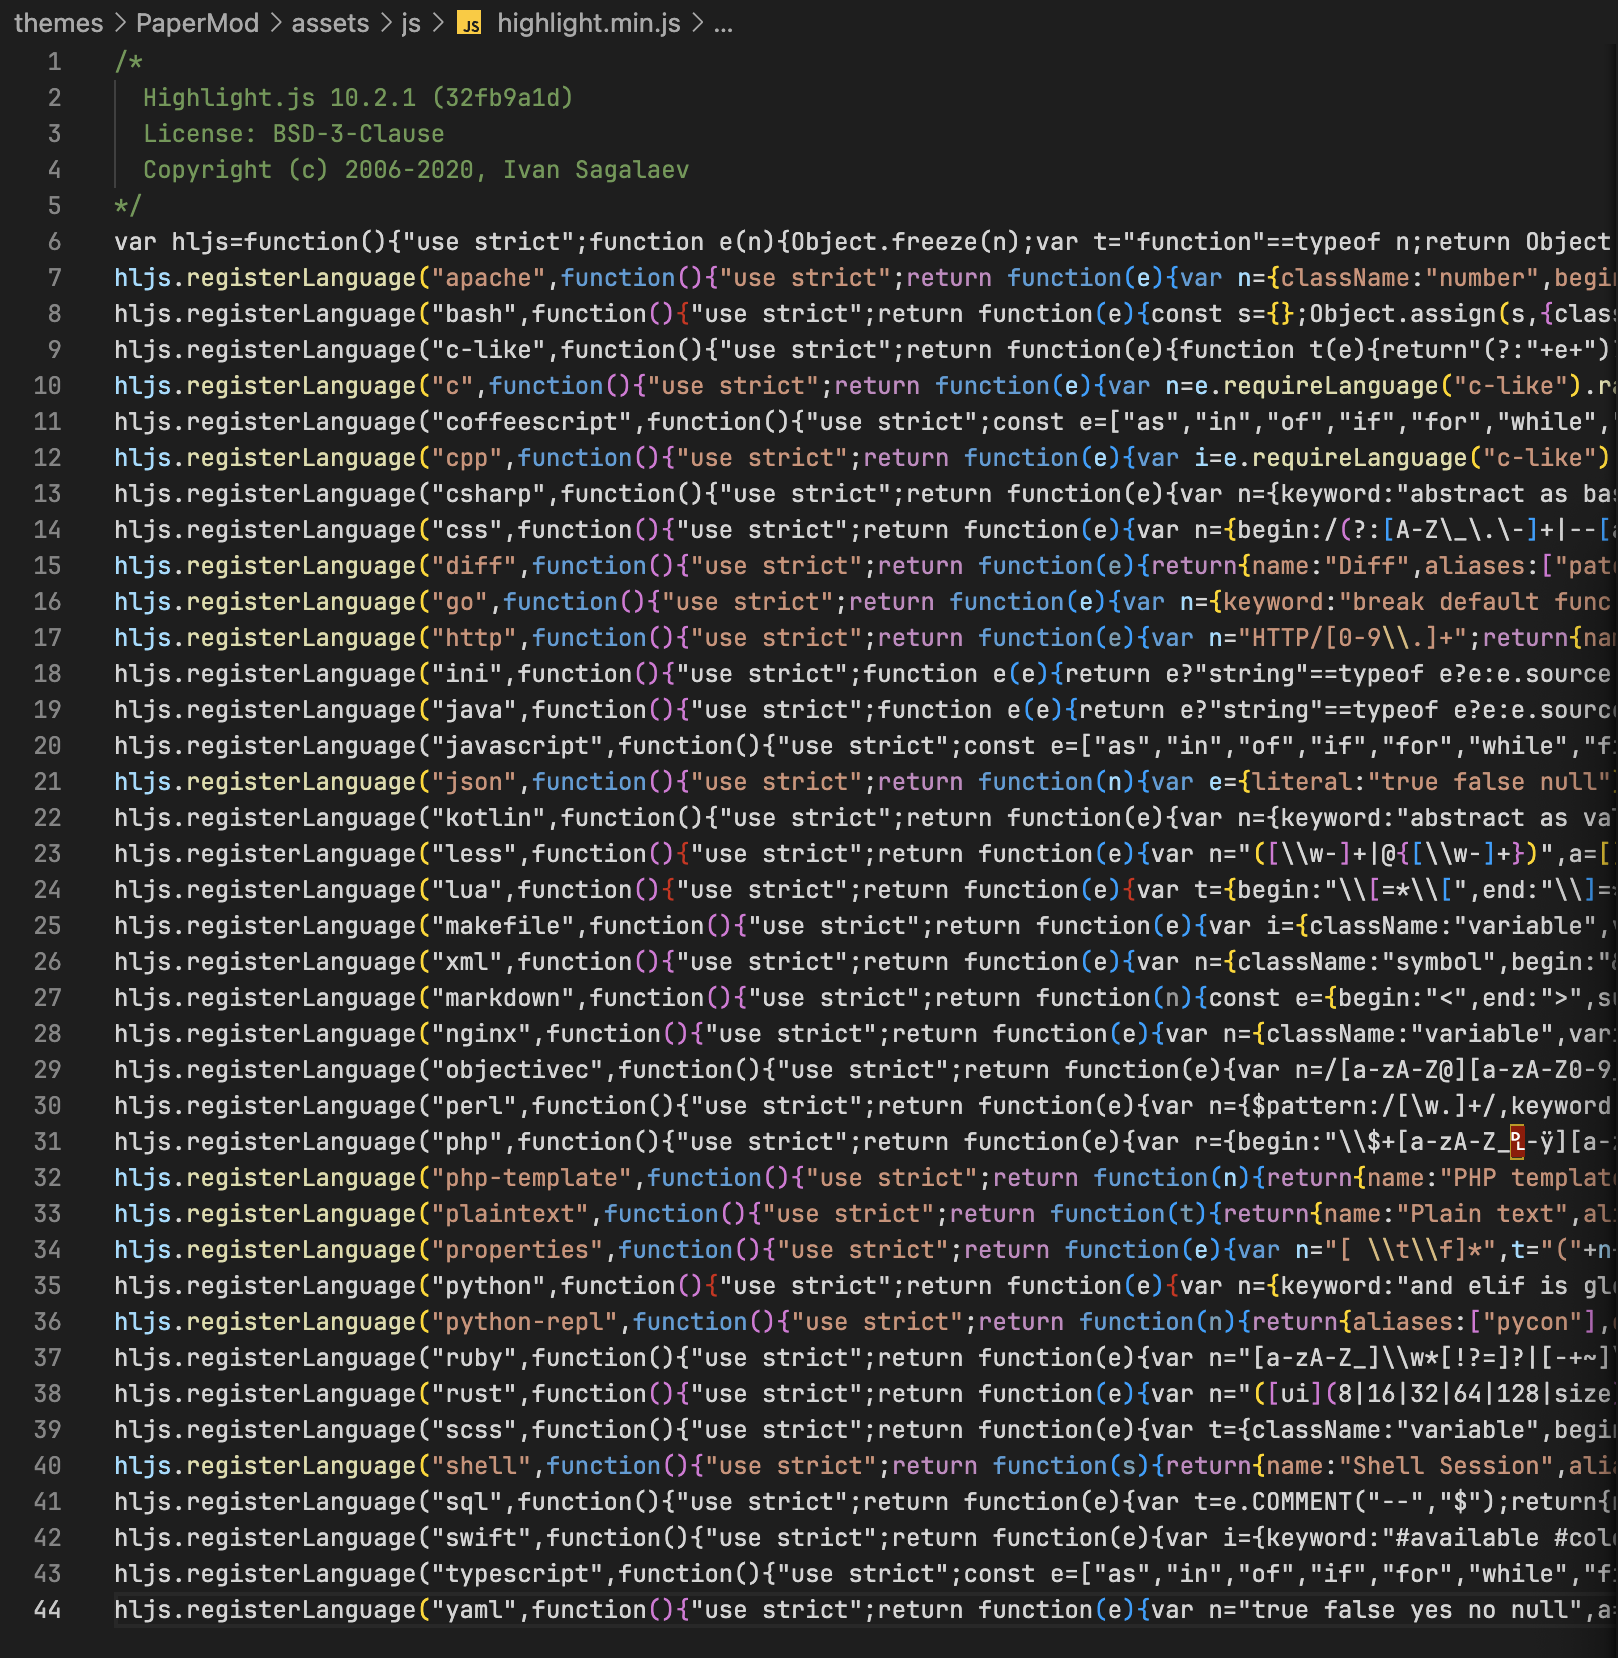 themes > PaperMod > assets > js > JS highlight.min.js > ...
1 /*
2 Highlight.js 10.2.1 (32fb9a1d)
3 License: BSD-3-Clause
4 Copyright (c) 2006-2020, Ivan Sagalaev
5 */
6 var hljs=function(){"use strict";function e(n){Object.freeze(n);var t="function"==typeof n;return Object
7 hljs.registerLanguage("apache",function(){"use strict";return function(e){var n={className:"number",begi
8 hljs.registerLanguage("bash",function(){"use strict";return function(e){const s={};Object.assign(s,{clas
9 hljs.registerLanguage("c-like",function(){"use strict";return function(e){function t(e){return"(?:"+e+")
10 hljs.registerLanguage("c",function(){"use strict";return function(e){var n=e.requireLanguage("c-like").ra
11 hljs.registerLanguage("coffeescript",function(){"use strict";const e=["as","in","of","if","for","while",
12 hljs.registerLanguage("cpp",function(){"use strict";return function(e){var i=e.requireLanguage("c-like")
13 hljs.registerLanguage("csharp",function(){"use strict";return function(e){var n={keyword:"abstract as ba
14 hljs.registerLanguage("css",function(){"use strict";return function(e){var n={begin:/(?:[A-Z\_\.\-]+|--[a
15 hljs.registerLanguage("diff",function(){"use strict";return function(e){return{name:"Diff",aliases:["pat
16 hljs.registerLanguage("go",function(){"use strict";return function(e){var n={keyword:"break default func
17 hljs.registerLanguage("http",function(){"use strict";return function(e){var n="HTTP/[0-9\\.]+";return{na
18 hljs.registerLanguage("ini",function(){"use strict";function e(e){return e?"string"==typeof e?e:e.source
19 hljs.registerLanguage("java",function(){"use strict";function e(e){return e?"string"==typeof e?e:e.sourc
20 hljs.registerLanguage("javascript",function(){"use strict";const e=["as","in","of","if","for","while","f
21 hljs.registerLanguage("json",function(){"use strict";return function(n){var e={literal:"true false null"
22 hljs.registerLanguage("kotlin",function(){"use strict";return function(e){var n={keyword:"abstract as va
23 hljs.registerLanguage("less",function(){"use strict";return function(e){var n="([\\w-]+|@{[\\w-]+})",a=[
24 hljs.registerLanguage("lua",function(){"use strict";return function(e){var t={begin:"\\[=*\\[",end:"\\]=
25 hljs.registerLanguage("makefile",function(){"use strict";return function(e){var i={className:"variable",
26 hljs.registerLanguage("xml",function(){"use strict";return function(e){var n={className:"symbol",begin:"&
27 hljs.registerLanguage("markdown",function(){"use strict";return function(n){const e={begin:"<",end:">",su
28 hljs.registerLanguage("nginx",function(){"use strict";return function(e){var n={className:"variable",var
29 hljs.registerLanguage("objectivec",function(){"use strict";return function(e){var n=/[a-zA-Z@][a-zA-Z0-9
30 hljs.registerLanguage("perl",function(){"use strict";return function(e){var n={$pattern:/[\w.]+/,keyword
31 hljs.registerLanguage("php",function(){"use strict";return function(e){var r={begin:"\\$+[a-zA-Z_-ÿ][a-
32 hljs.registerLanguage("php-template",function(){"use strict";return function(n){return{name:"PHP templat
33 hljs.registerLanguage("plaintext",function(){"use strict";return function(t){return{name:"Plain text",al
34 hljs.registerLanguage("properties",function(){"use strict";return function(e){var n="[ \\t\\f]*",t="("+n
35 hljs.registerLanguage("python",function(){"use strict";return function(e){var n={keyword:"and elif is gl
36 hljs.registerLanguage("python-repl",function(){"use strict";return function(n){return{aliases:["pycon"],
37 hljs.registerLanguage("ruby",function(){"use strict";return function(e){var n="[a-zA-Z_]\\w*[!?=]?|[-+~]
38 hljs.registerLanguage("rust",function(){"use strict";return function(e){var n="([ui](8|16|32|64|128|size
39 hljs.registerLanguage("scss",function(){"use strict";return function(e){var t={className:"variable",begi
40 hljs.registerLanguage("shell",function(){"use strict";return function(s){return{name:"Shell Session",ali
41 hljs.registerLanguage("sql",function(){"use strict";return function(e){var t=e.COMMENT("--","$");return{
42 hljs.registerLanguage("swift",function(){"use strict";return function(e){var i={keyword:"#available #col
43 hljs.registerLanguage("typescript",function(){"use strict";const e=["as","in","of","if","for","while","f
44 hljs.registerLanguage("yaml",function(){"use strict";return function(e){var n="true false yes no null",a